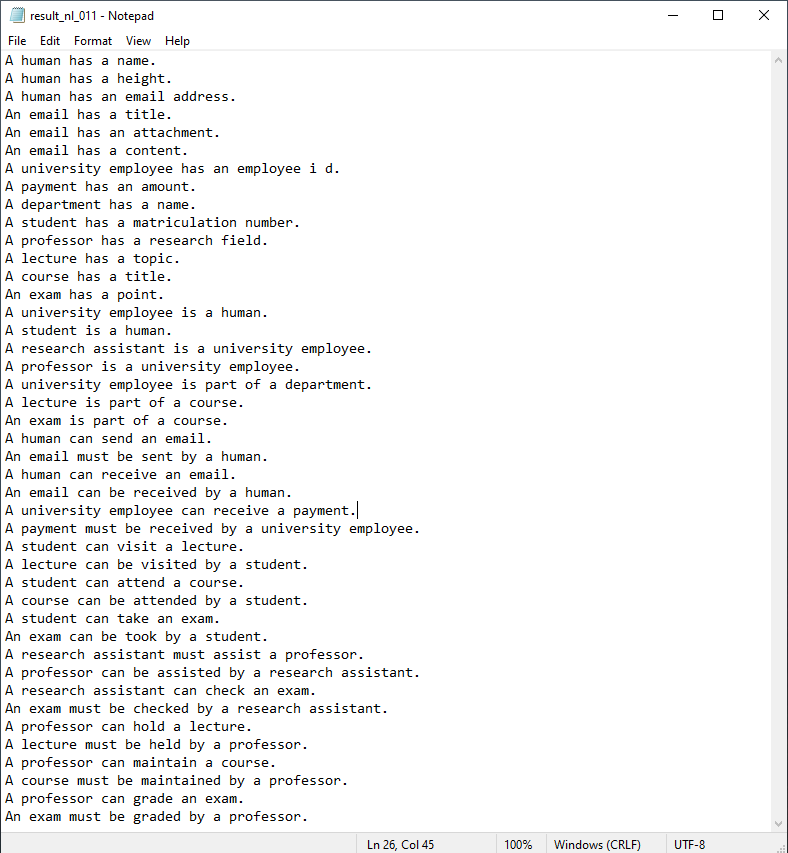 result_nl_011 - Notepad
File Edit Format View Help
A human has a name.
A human has a height.
A human has an email address.
An email has a title.
An email has an attachment.
An email has a content.
A university employee has an employee i d.
A payment has an amount.
A department has a name.
A student has a matriculation number.
A professor has a research field.
A lecture has a topic.
A course has a title.
An exam has a point.
A university employee is a human.
A student is a human.
A research assistant is a university employee.
A professor is a university employee.
A university employee is part of a department.
A lecture is part of a course.
An exam is part of a course.
A human can send an email.
An email must be sent by a human.
A human can receive an email.
An email can be received by a human.
A university employee can receive a payment.
A payment must be received by a university employee.
A student can visit a lecture.
A lecture can be visited by a student.
A student can attend a course.
A course can be attended by a student.
A student can take an exam.
An exam can be took by a student.
A research assistant must assist a professor.
A professor can be assisted by a research assistant.
A research assistant can check an exam.
An exam must be checked by a research assistant.
A professor can hold a lecture.
A lecture must be held by a professor.
A professor can maintain a course.
A course must be maintained by a professor.
A professor can grade an exam.
An exam must be graded by a professor.
Ln 26, Col 45 100% Windows (CRLF) UTF-8